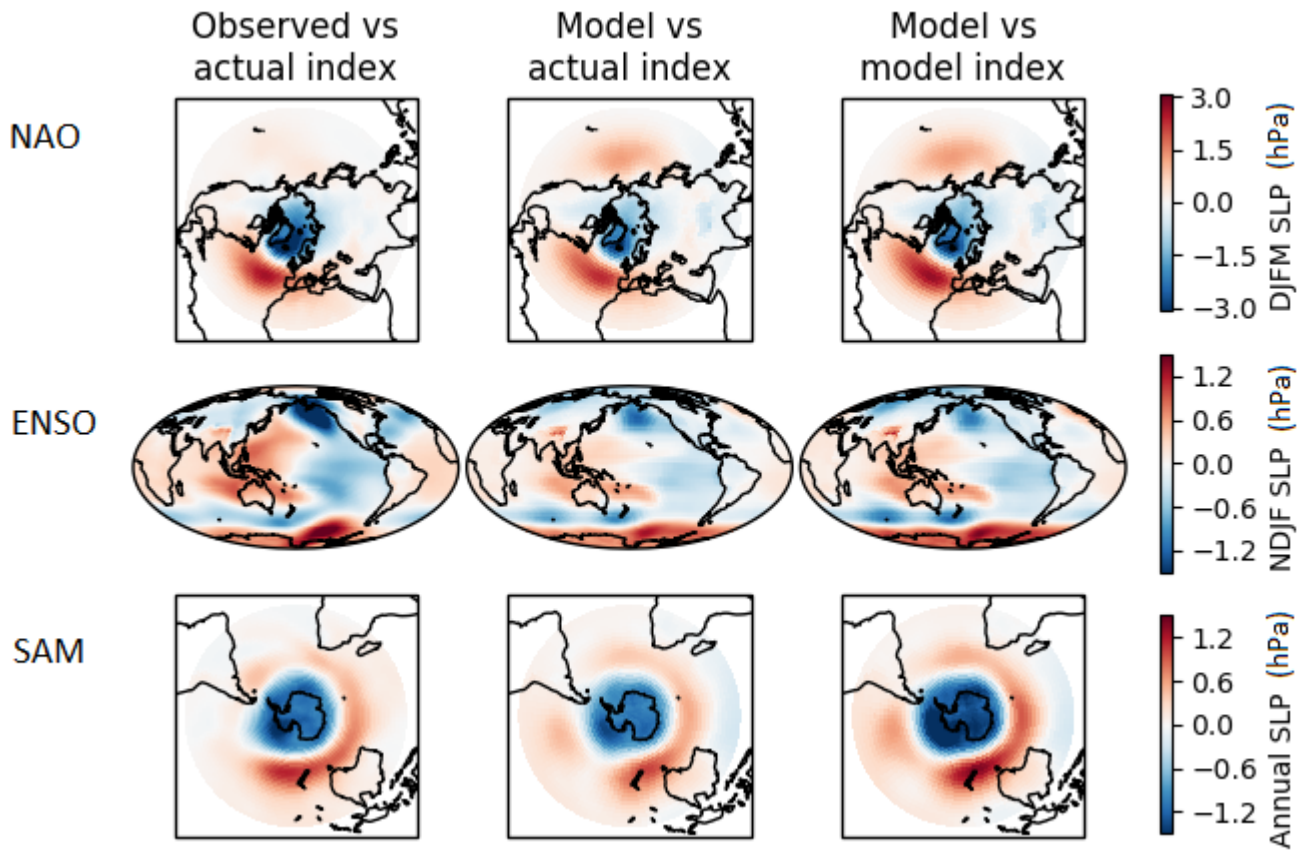 Observed vs
actual index
Model vs
actual index
Model vs
model index
NAO
3.0
1.5
0.0
−1.5
−3.0
DJFM SLP (hPa)
ENSO
1.2
0.6
0.0
−0.6
−1.2
NDJF SLP (hPa)
SAM
1.2
0.6
0.0
−0.6
−1.2
Annual SLP (hPa)